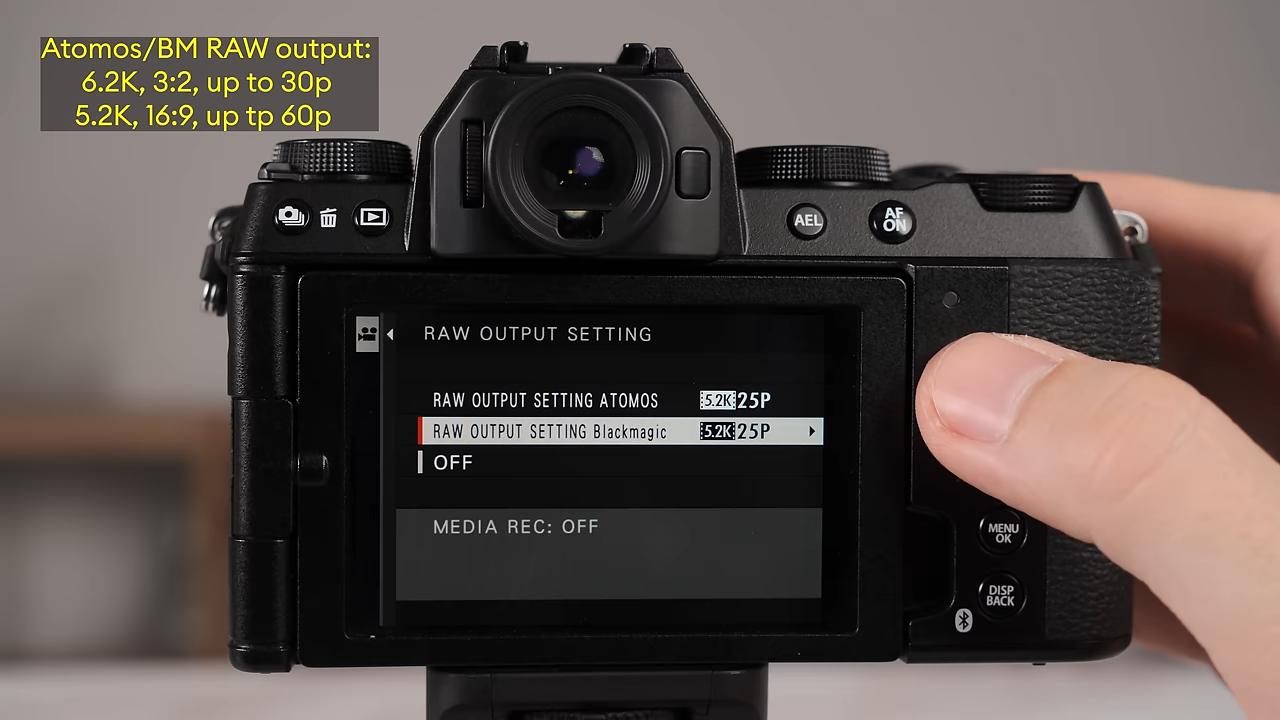 Atomos/BM RAW output:
6.2K, 3:2, up to 30p
5.2K, 16:9, up tp 60p
AEL
AF
ON
RAW OUTPUT SETTING
RAW OUTPUT SETTING ATOMOS 5.2K 25P
RAW OUTPUT SETTING Blackmagic 5.2K 25P
OFF
MEDIA REC: OFF
MENU
OK
DISP
BACK